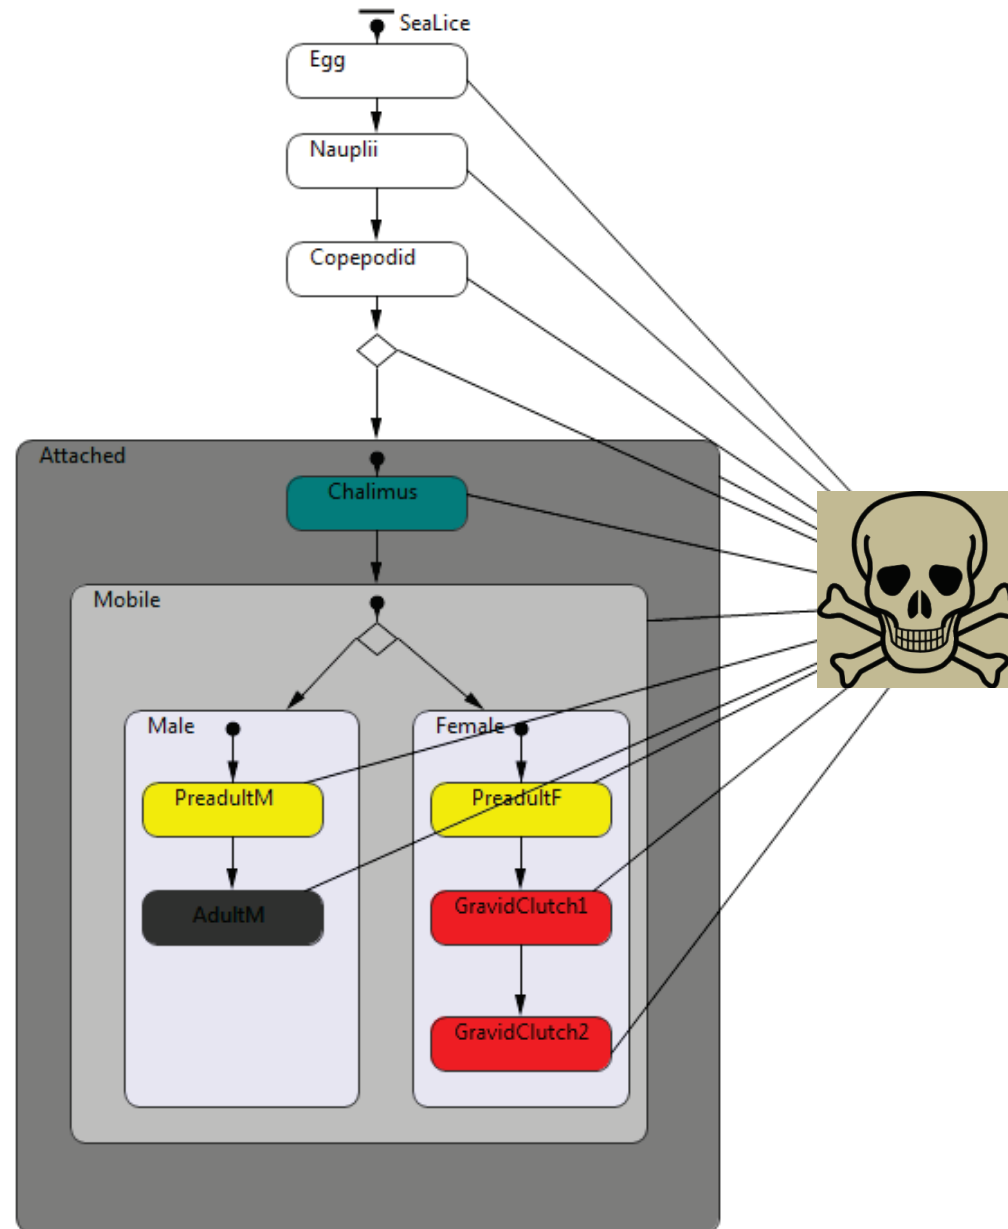 SeaLice
Egg
Nauplii
Copepodid
Attached
Chalimus
Mobile
Male
Female
PreadultM
PreadultF
AdultM
GravidClutch1
GravidClutch2